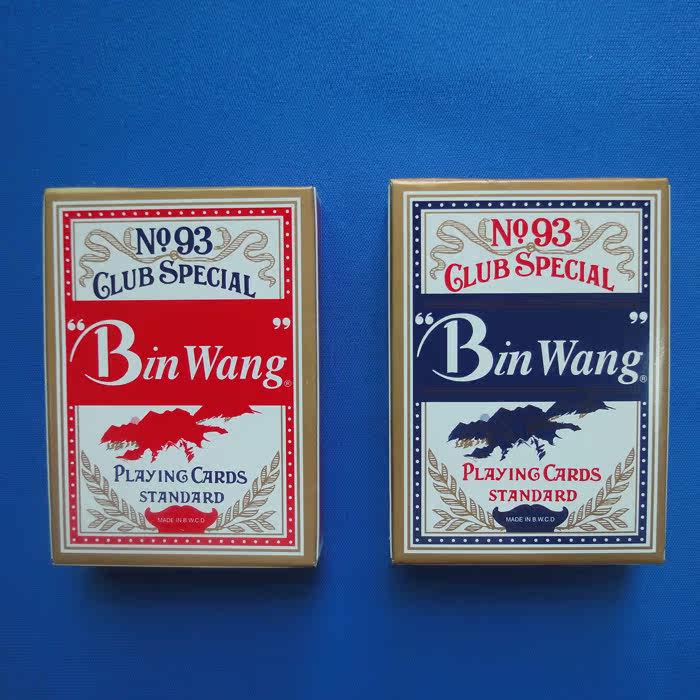 Nº 93
CLUB SPECIAL
“Bin Wang”®
PLAYING CARDS
STANDARD
MADE IN B.W.C.D
Nº 93
CLUB SPECIAL
“Bin Wang”®
PLAYING CARDS
STANDARD
MADE IN B.W.C.D